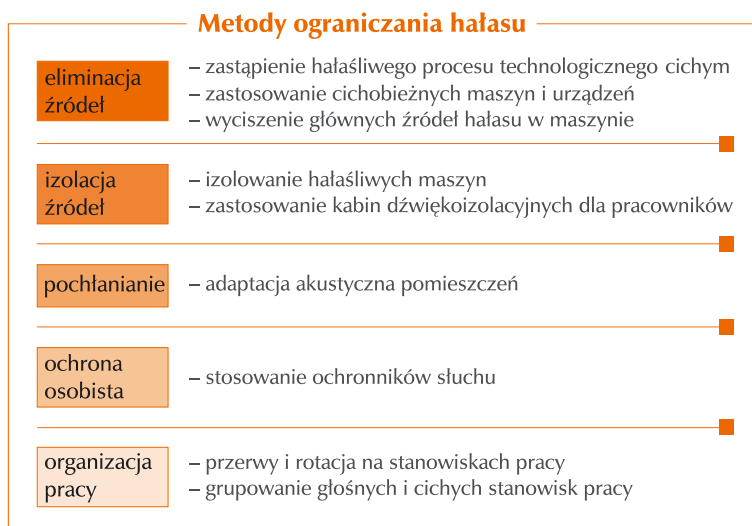 Metody ograniczania hałasu
eliminacja
źródeł
– zastąpienie hałaśliwego procesu technologicznego cichym
– zastosowanie cichobieżnych maszyn i urządzeń
– wyciszenie głównych źródeł hałasu w maszynie
izolacja
źródeł
– izolowanie hałaśliwych maszyn
– zastosowanie kabin dźwiękoizolacyjnych dla pracowników
pochłanianie
– adaptacja akustyczna pomieszczeń
ochrona
osobista
– stosowanie ochronników słuchu
organizacja
pracy
– przerwy i rotacja na stanowiskach pracy
– grupowanie głośnych i cichych stanowisk pracy